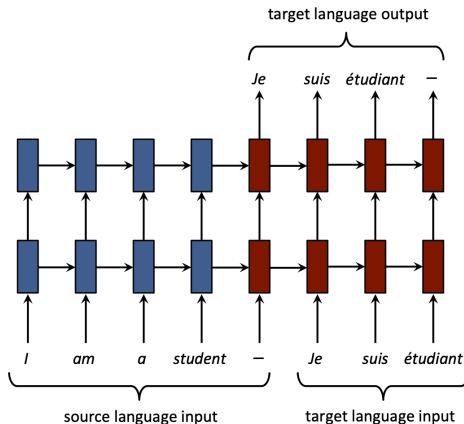 target language output
Je suis étudiant –
I am a student – Je suis étudiant
source language input target language input